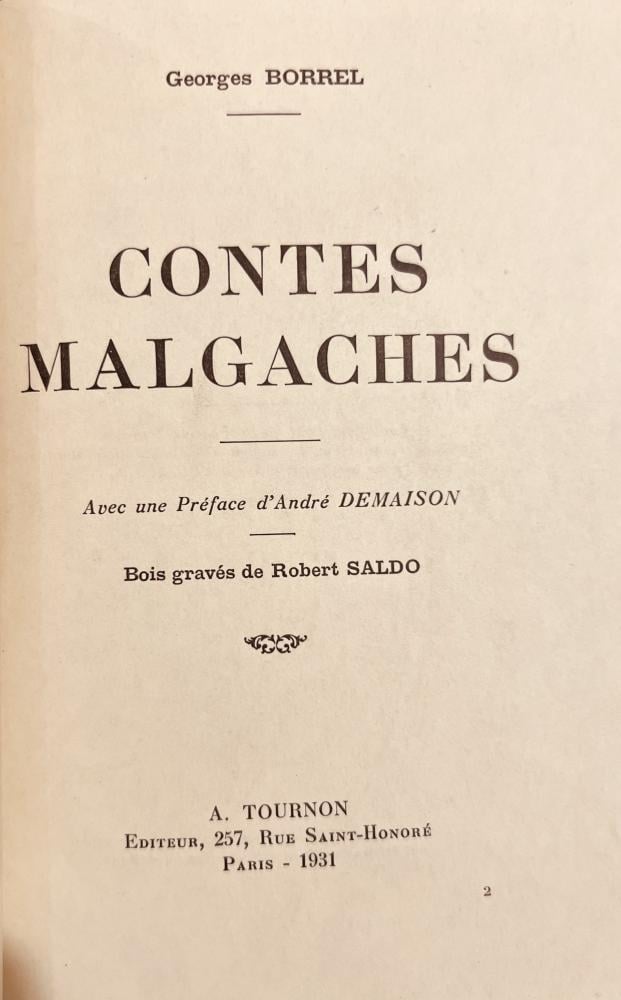 Georges BORREL
CONTES
MALGACHES
Avec une Préface d'André DEMAISON
Bois gravés de Robert SALDO
A. TOURNON
EDITEUR, 257, RUE SAINT-HONORÉ
PARIS - 1931
2